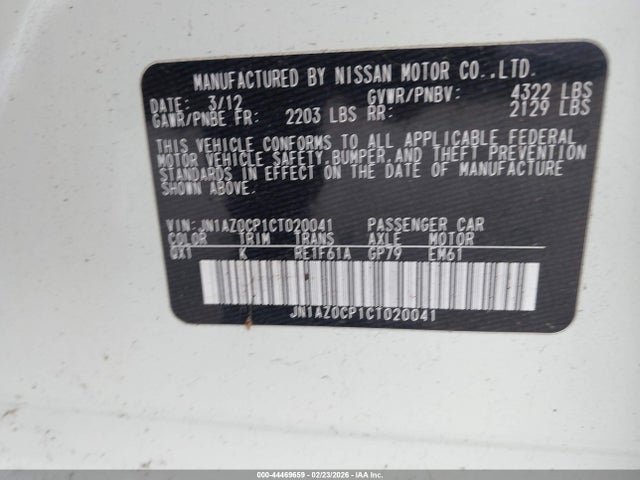 MANUFACTURED BY NISSAN MOTOR CO.,LTD.
DATE: 3/12 GVWR/PNBV: 4322 LBS
GAWR/PNBE FR: 2203 LBS RR: 2129 LBS
THIS VEHICLE CONFORMS TO ALL APPLICABLE FEDERAL
MOTOR VEHICLE SAFETY,BUMPER,AND THEFT PREVENTION
STANDARDS IN EFFECT ON THE DATE OF MANUFACTURE
SHOWN ABOVE.
VIN: JN1AZ0CP1CT020041 PASSENGER CAR
COLOR TRIM TRANS AXLE MOTOR
QX1 K RE1F61A GP79 EM61
JN1AZ0CP1CT020041
000-44469659 - 02/23/2026 - IAAI.CA